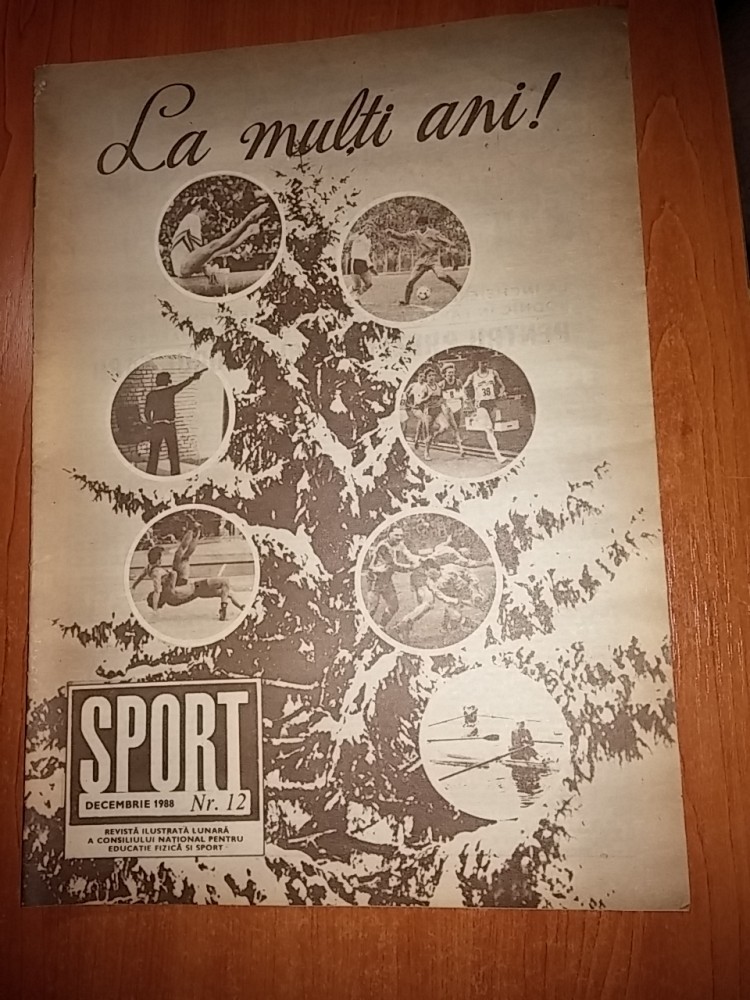 La mulți ani!
SPORT
DECEMBRIE 1988 Nr. 12
REVISTĂ ILUSTRATĂ LUNARĂ
A CONSILIULUI NAȚIONAL PENTRU
EDUCAȚIE FIZICĂ ȘI SPORT